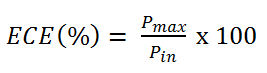 ECE(%) = P_max / P_in x 100